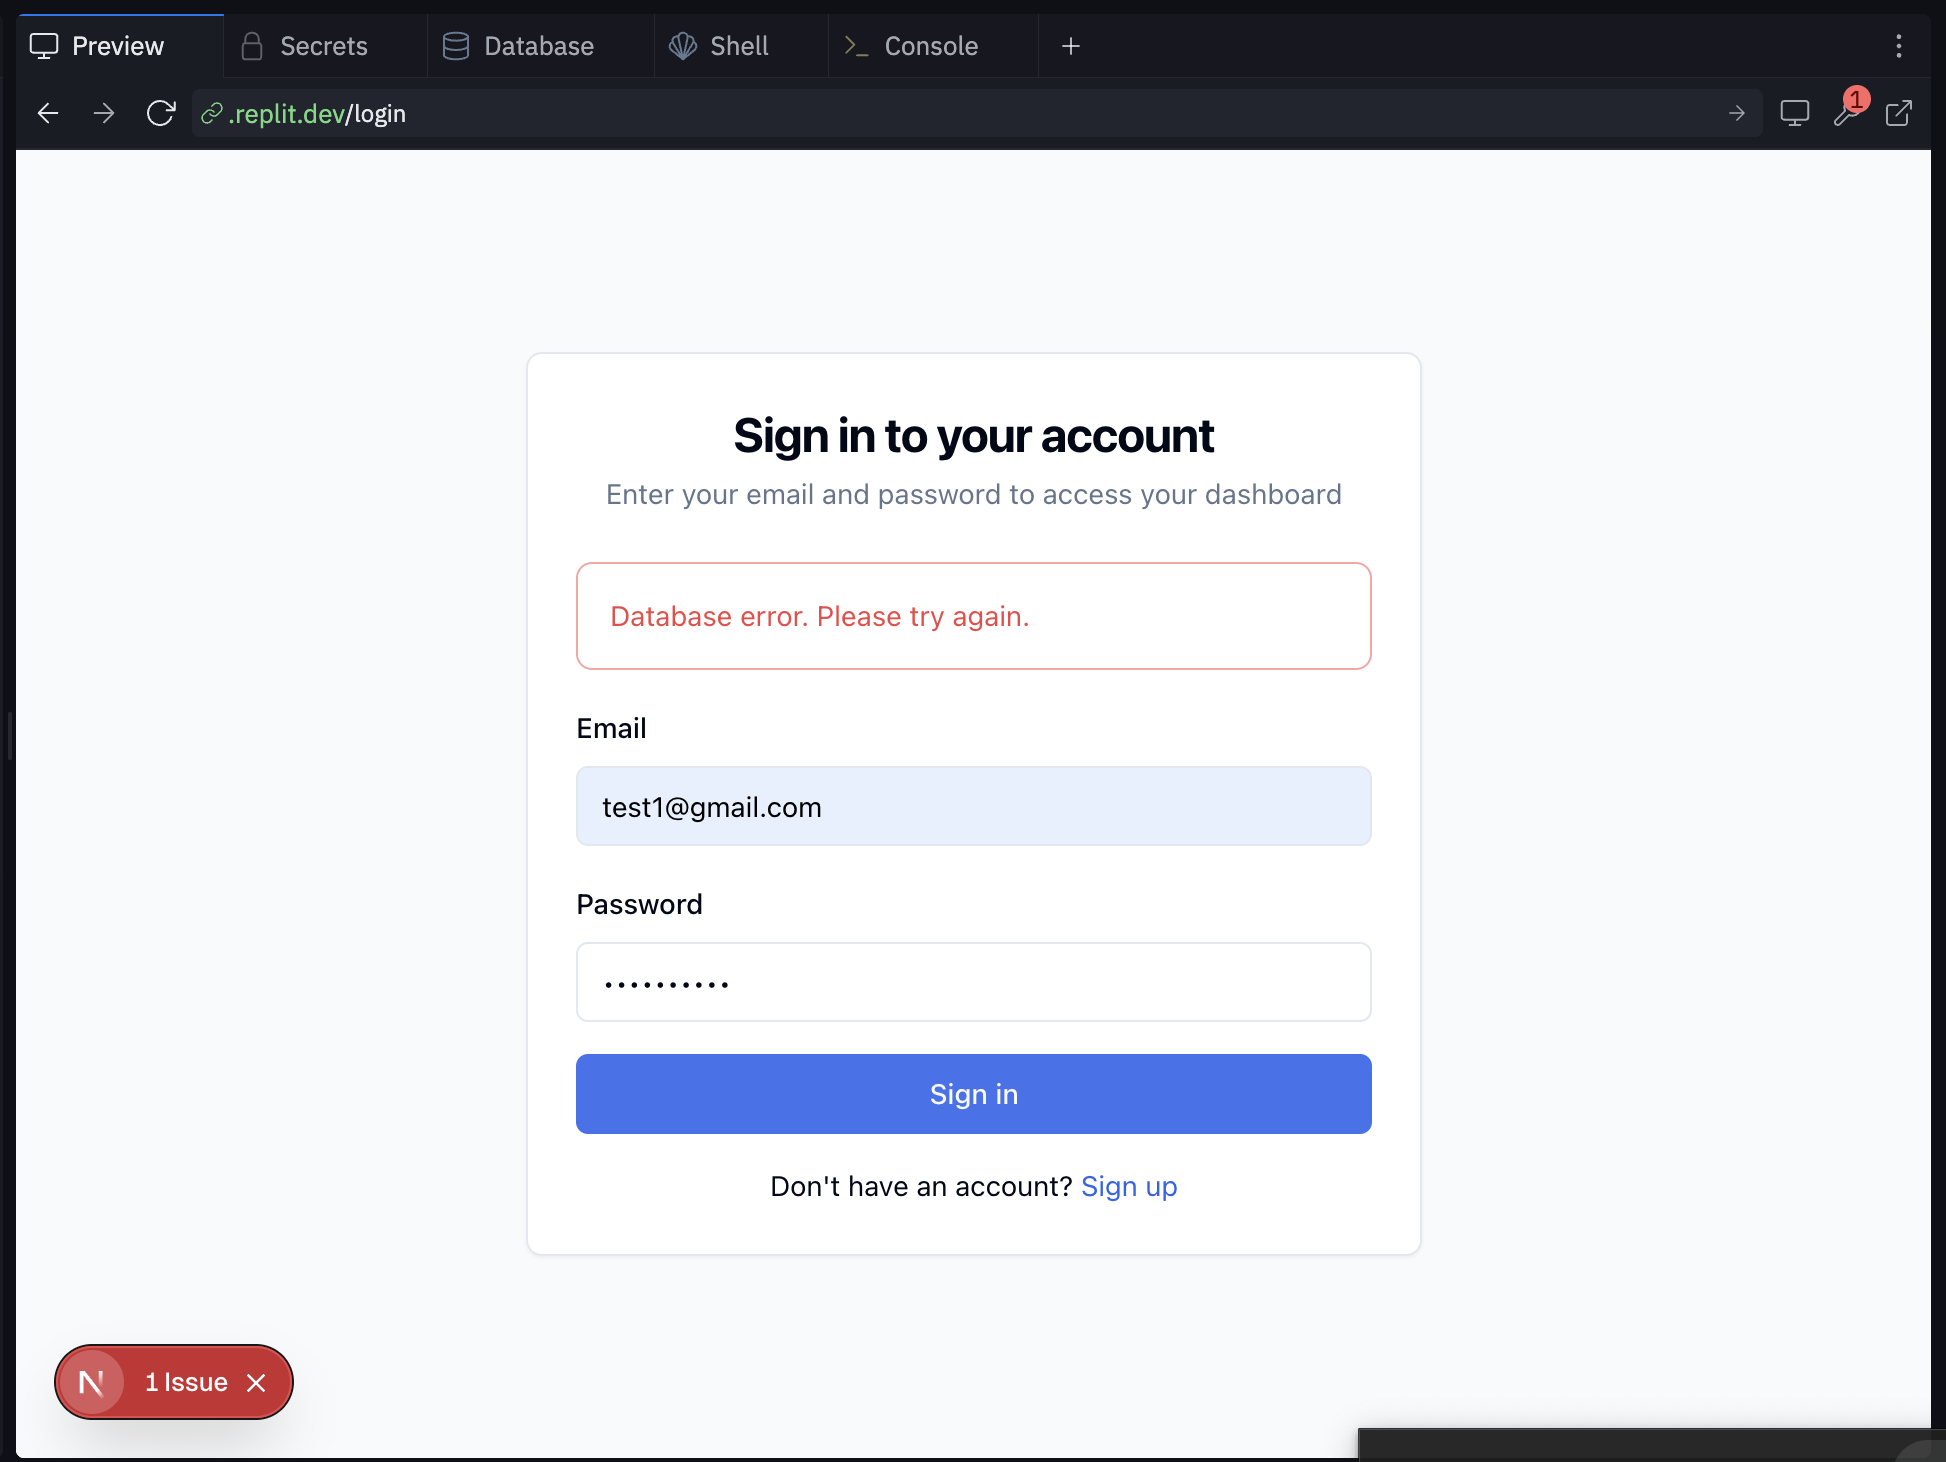 Preview
Secrets
Database
Shell
Console
.replit.dev/login
1
Sign in to your account
Enter your email and password to access your dashboard
Database error. Please try again.
Email
test1@gmail.com
Password
Sign in
Don't have an account? Sign up
N 1 Issue